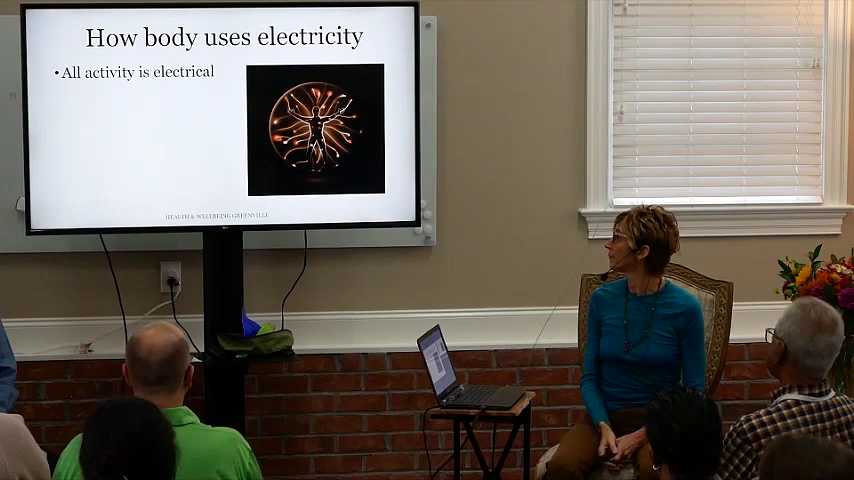 How body uses electricity
• All activity is electrical
HEALTH & WELLBEING GREENVILLE